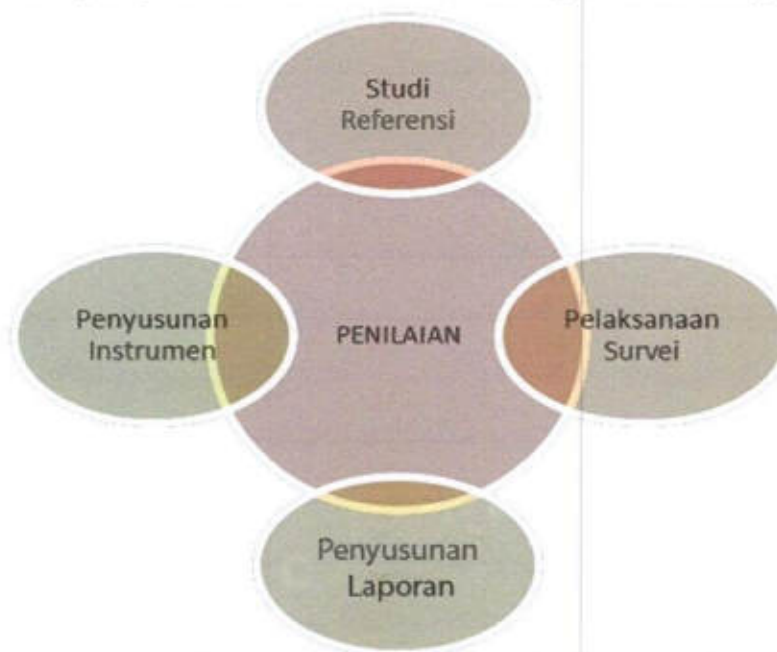 Studi
Referensi
Penyusunan
Instrumen
PENILAIAN
Pelaksanaan
Survei
Penyusunan
Laporan